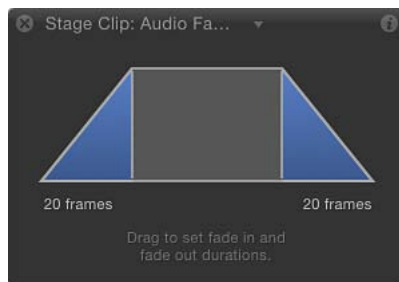 Stage Clip: Audio Fa...
20 frames 20 frames
Drag to set fade in and
fade out durations.